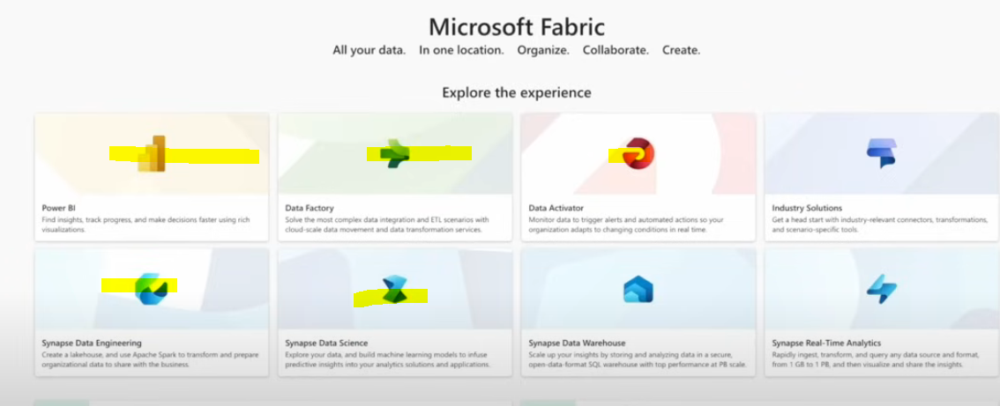 Microsoft Fabric
All your data. In one location. Organize. Collaborate. Create.
Explore the experience
Power BI
Find insights, track progress, and make decisions faster using rich
visualizations.
Data Factory
Solve the most complex data integration and ETL scenarios with
cloud-scale data movement and data transformation services.
Data Activator
Monitor data to trigger alerts and automated actions so your
organization adapts to changing conditions in real time.
Industry Solutions
Get a head start with industry-relevant connectors, transformations,
and scenario-specific tools.
Synapse Data Engineering
Create a lakehouse, and use Apache Spark to transform and prepare
organizational data to share with the business.
Synapse Data Science
Explore your data, and build machine learning models to infuse
predictive insights into your analytics solutions and applications.
Synapse Data Warehouse
Scale up your insights by storing and analyzing data in a secure,
open-data-format SQL warehouse with top performance at PB scale.
Synapse Real-Time Analytics
Rapidly ingest, transform, and query any data source and format,
from 1 GB to 1 PB, and then visualize and share the insights.